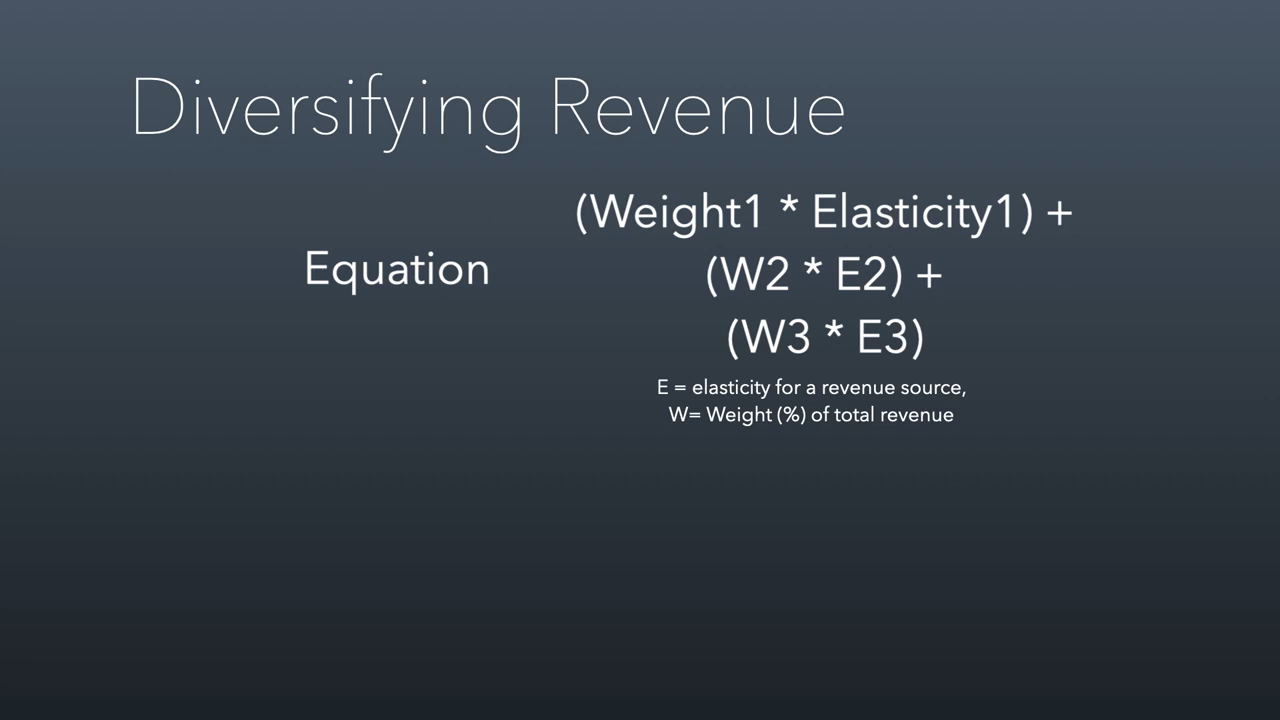 Diversifying Revenue
Equation
(Weight1 * Elasticity1) +
(W2 * E2) +
(W3 * E3)
E = elasticity for a revenue source,
W= Weight (%) of total revenue